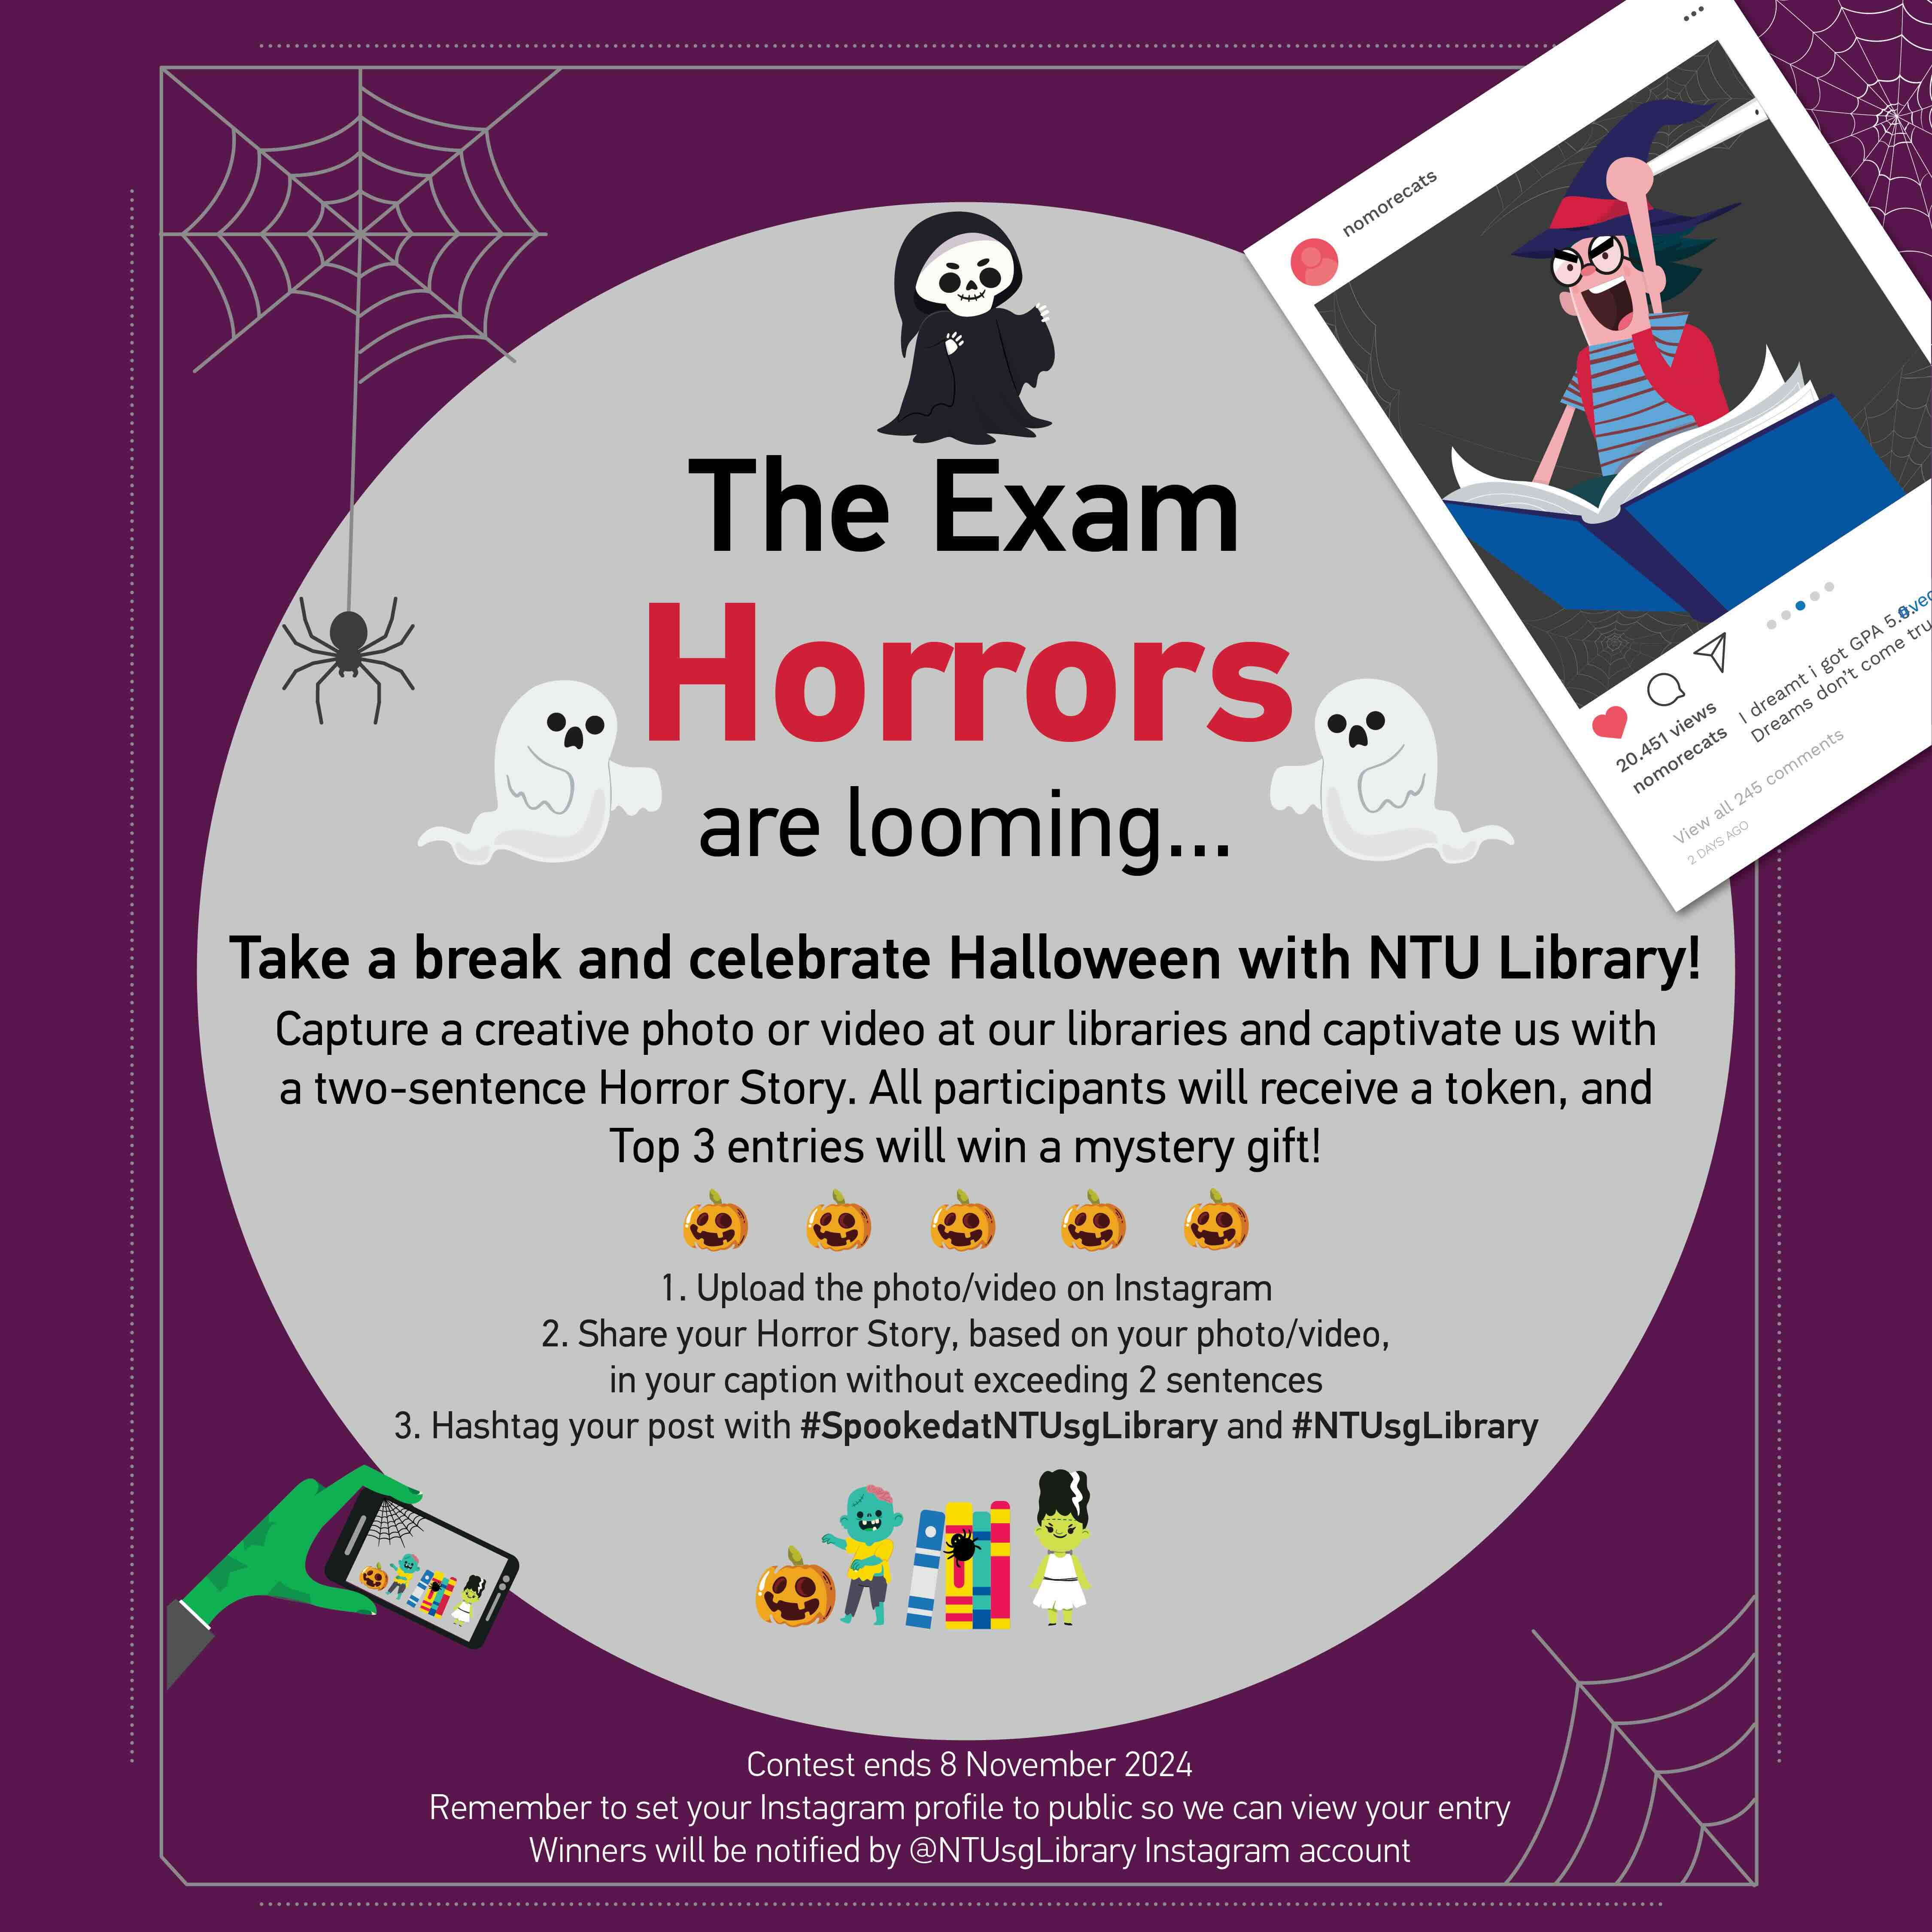 nomorecats
The Exam
Horrors
are looming...
20.451 views
nomorecats
I dreamt i got GPA 5.
Dreams don't come
View all 245 comments
2 DAYS AGO
Take a break and celebrate Halloween with NTU Library!
Capture a creative photo or video at our libraries and captivate us with
a two-sentence Horror Story. All participants will receive a token, and
Top 3 entries will win a mystery gift!
1. Upload the photo/video on Instagram
2. Share your Horror Story, based on your photo/video,
in your caption without exceeding 2 sentences
3. Hashtag your post with #SpookedatNTUsgLibrary and #NTUsgLibrary
Contest ends 8 November 2024
Remember to set your Instagram profile to public so we can view your entry
Winners will be notified by @NTUsgLibrary Instagram account